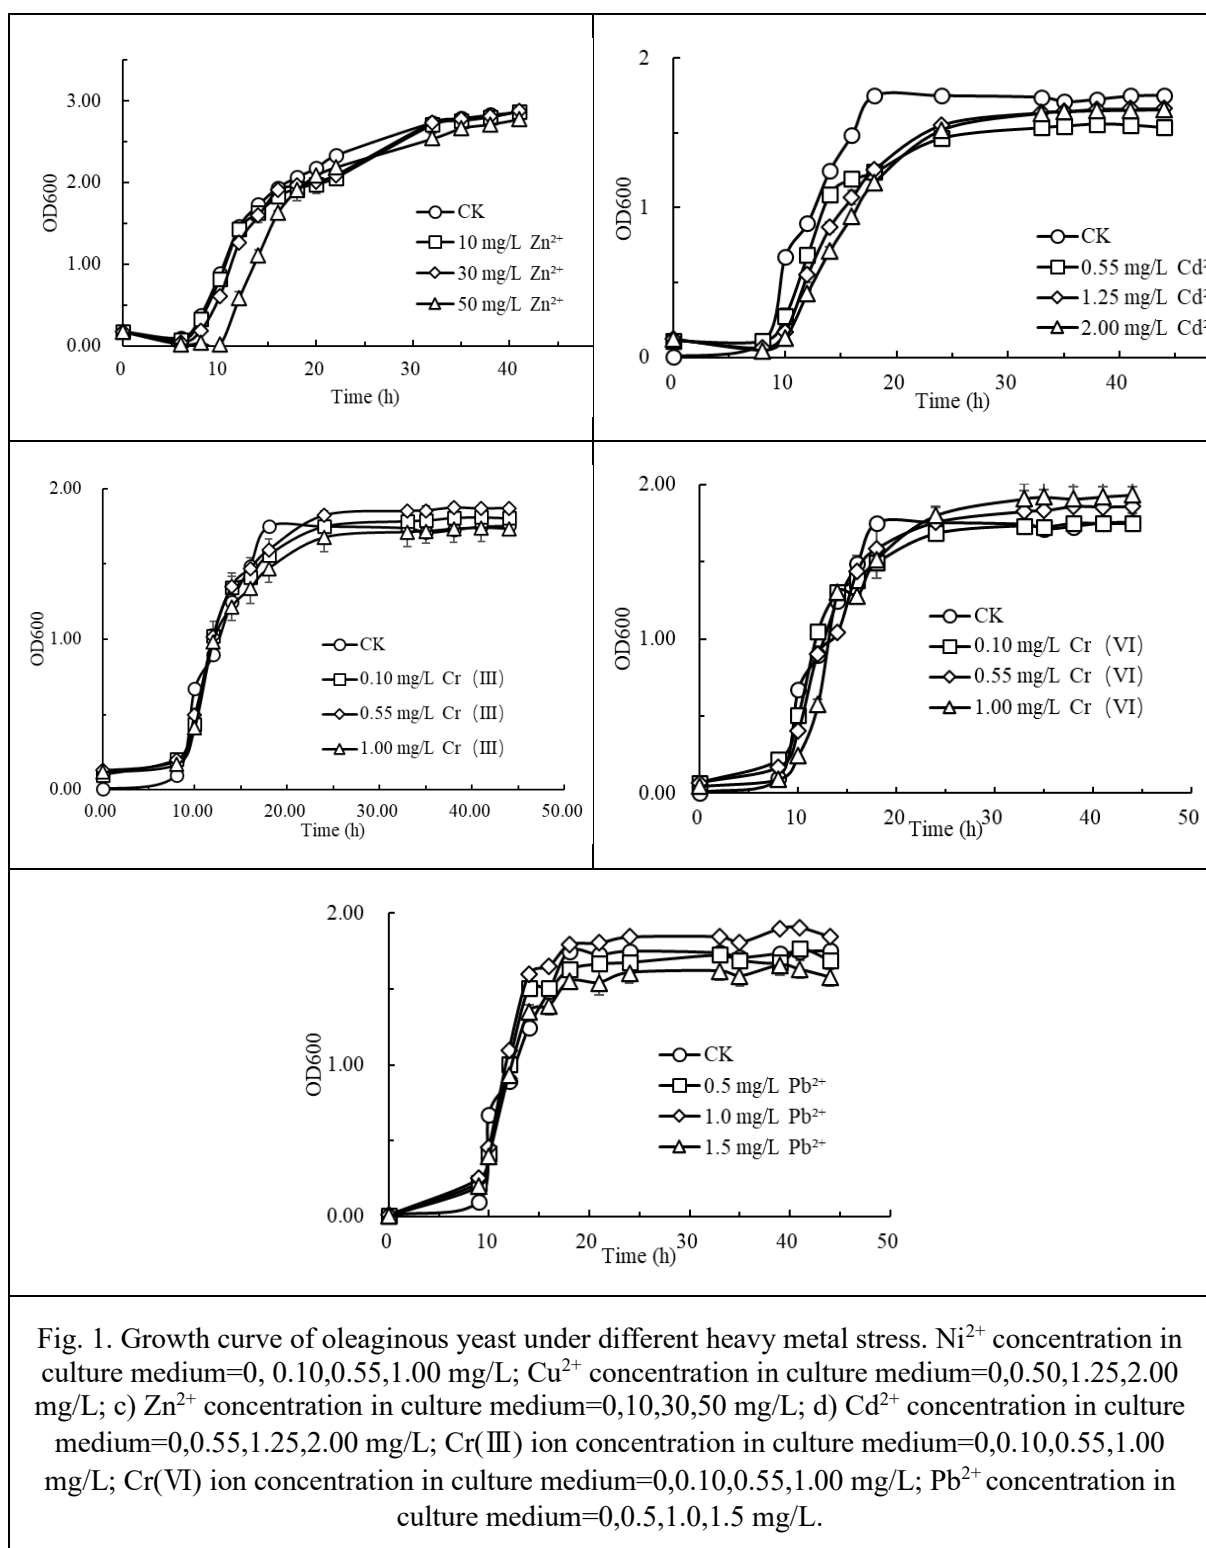 3.00
2.00
1.00
0.00
OD600
0 10 20 30 40
Time (h)
CK
10 mg/L Zn²⁺
30 mg/L Zn²⁺
50 mg/L Zn²⁺
2
1
0
OD600
0 10 20 30 40
Time (h)
CK
0.55 mg/L Cd²
1.25 mg/L Cd²
2.00 mg/L Cd²
2.00
1.00
0.00
OD600
0.00 10.00 20.00 30.00 40.00 50.00
Time (h)
CK
0.10 mg/L Cr (Ⅲ)
0.55 mg/L Cr (Ⅲ)
1.00 mg/L Cr (Ⅲ)
2.00
1.00
0.00
OD600
0 10 20 30 40 50
Time (h)
CK
0.10 mg/L Cr (Ⅵ)
0.55 mg/L Cr (Ⅵ)
1.00 mg/L Cr (Ⅵ)
2.00
1.00
0.00
OD600
0 10 20 30 40 50
Time (h)
CK
0.5 mg/L Pb²⁺
1.0 mg/L Pb²⁺
1.5 mg/L Pb²⁺
Fig. 1. Growth curve of oleaginous yeast under different heavy metal stress. Ni²⁺ concentration in
culture medium=0, 0.10,0.55,1.00 mg/L; Cu²⁺ concentration in culture medium=0,0.50,1.25,2.00
mg/L; c) Zn²⁺ concentration in culture medium=0,10,30,50 mg/L; d) Cd²⁺ concentration in culture
medium=0,0.55,1.25,2.00 mg/L; Cr(Ⅲ) ion concentration in culture medium=0,0.10,0.55,1.00
mg/L; Cr(VI) ion concentration in culture medium=0,0.10,0.55,1.00 mg/L; Pb²⁺ concentration in
culture medium=0,0.5,1.0,1.5 mg/L.